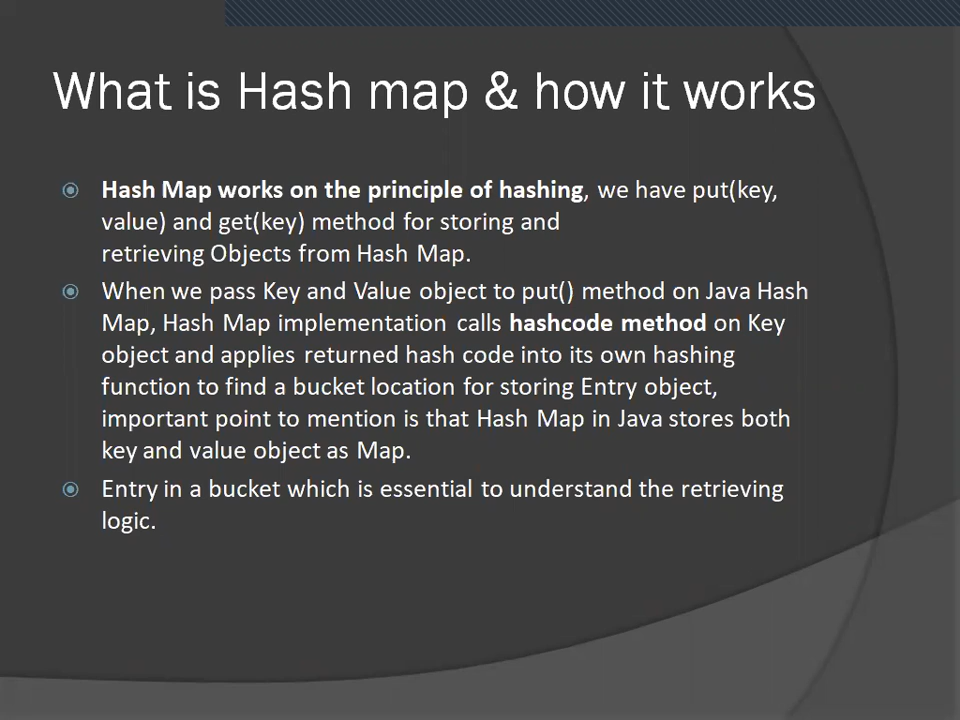 What is Hash map & how it works
Hash Map works on the principle of hashing, we have put(key,
value) and get(key) method for storing and
retrieving Objects from Hash Map.
When we pass Key and Value object to put() method on Java Hash
Map, Hash Map implementation calls hashcode method on Key
object and applies returned hash code into its own hashing
function to find a bucket location for storing Entry object,
important point to mention is that Hash Map in Java stores both
key and value object as Map.
Entry in a bucket which is essential to understand the retrieving
logic.